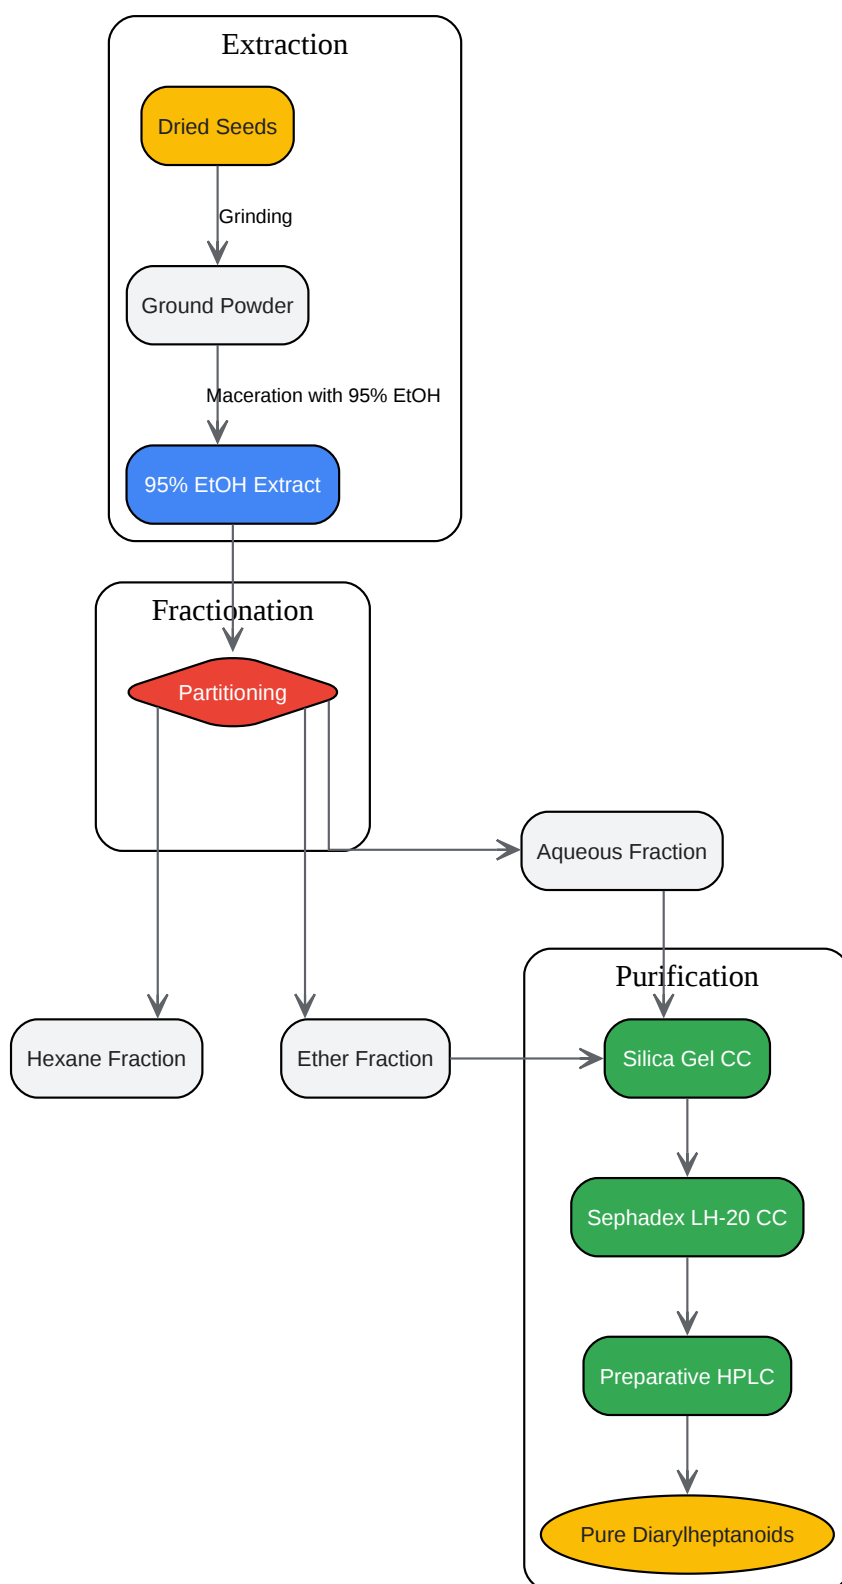 Extraction
Dried Seeds
Grinding
Ground Powder
Maceration with 95% EtOH
95% EtOH Extract
Fractionation
Partitioning
Aqueous Fraction
Purification
Hexane Fraction
Ether Fraction
Silica Gel CC
Sephadex LH-20 CC
Preparative HPLC
Pure Diarylheptanoids